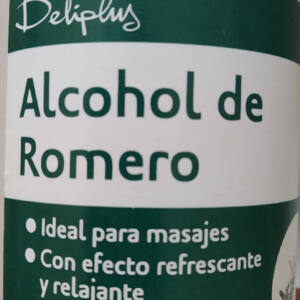 Deliplus
Alcohol de
Romero
• Ideal para masajes
• Con efecto refrescante
y relajante